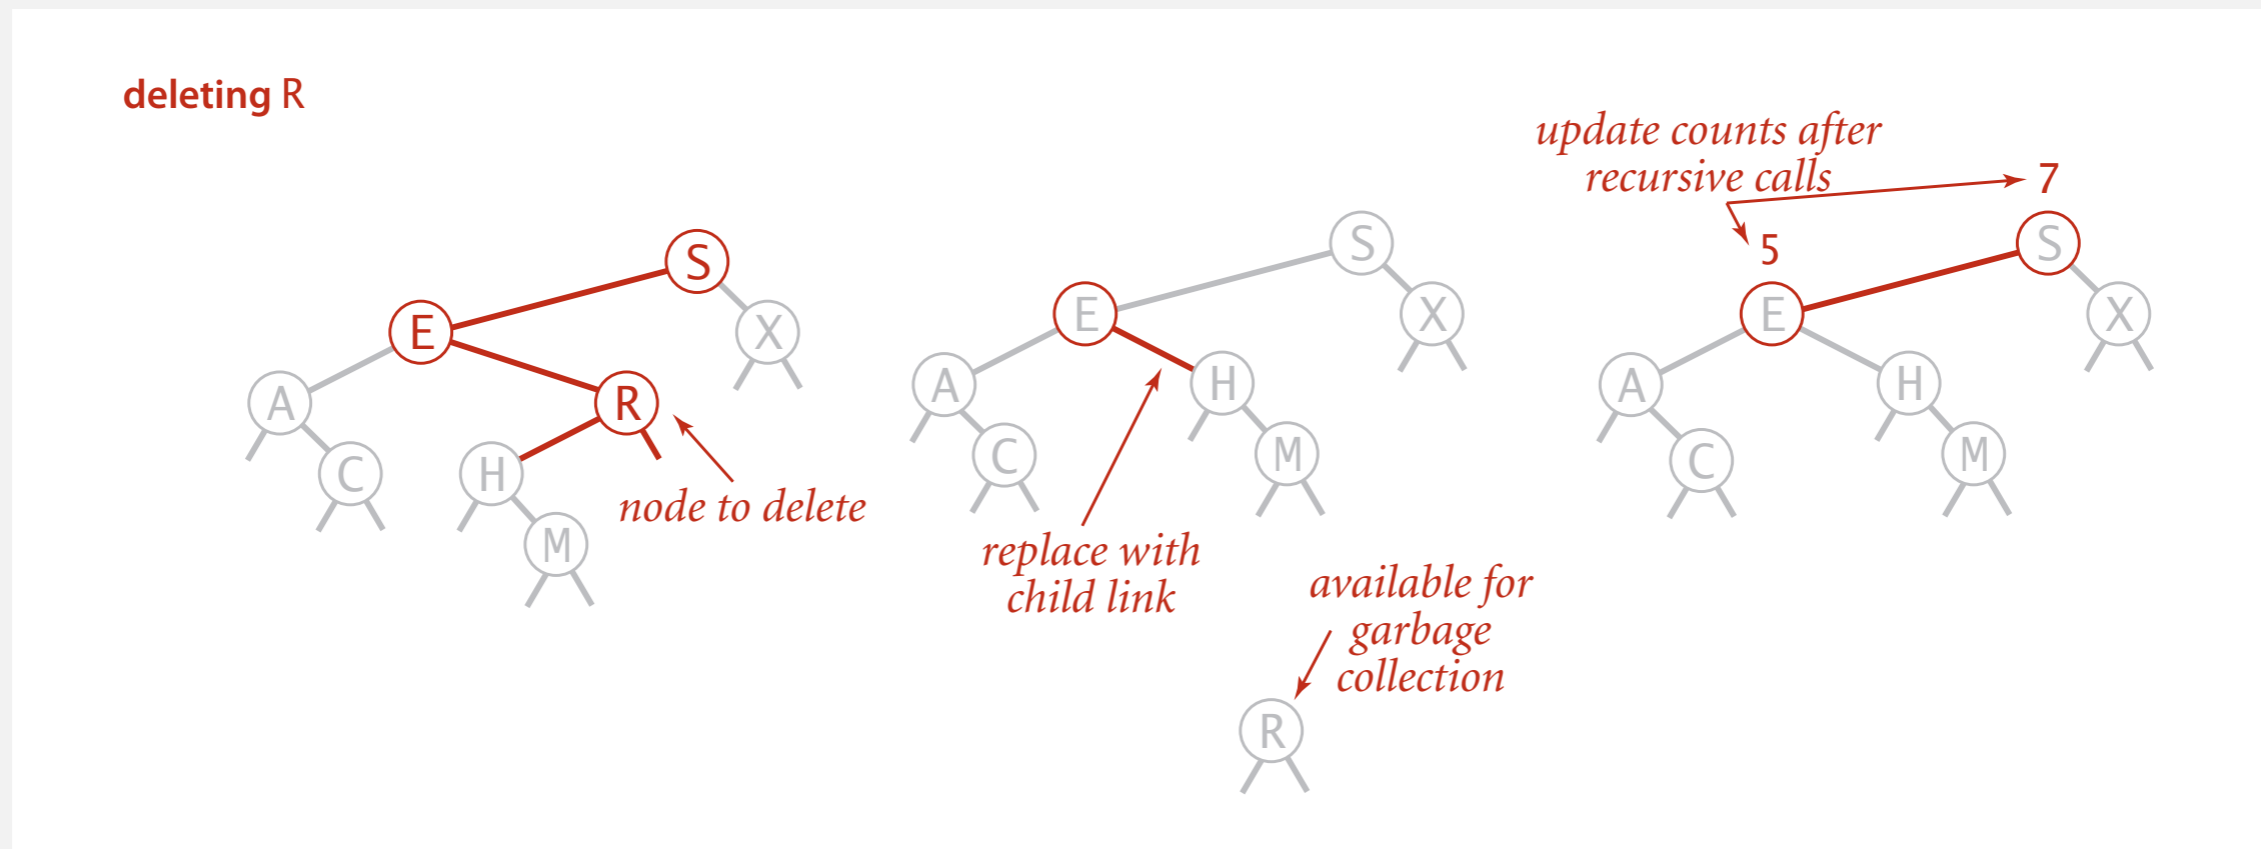 deleting R
S
E
X
A
R
C
H
M
node to delete
S
E
X
A
H
C
M
replace with
child link
available for
garbage
collection
R
update counts after
recursive calls
7
5
S
E
X
A
H
C
M